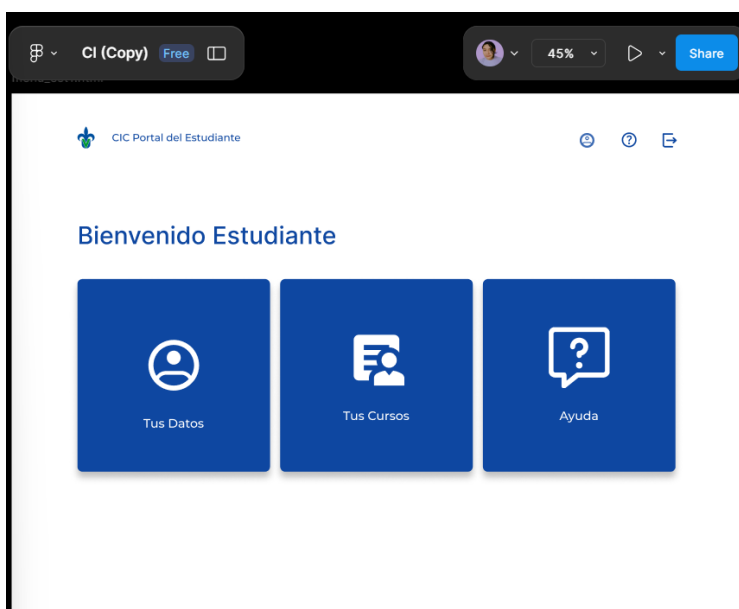 CI (Copy) Free
45%
Share
CIC Portal del Estudiante
Bienvenido Estudiante
Tus Datos
Tus Cursos
Ayuda